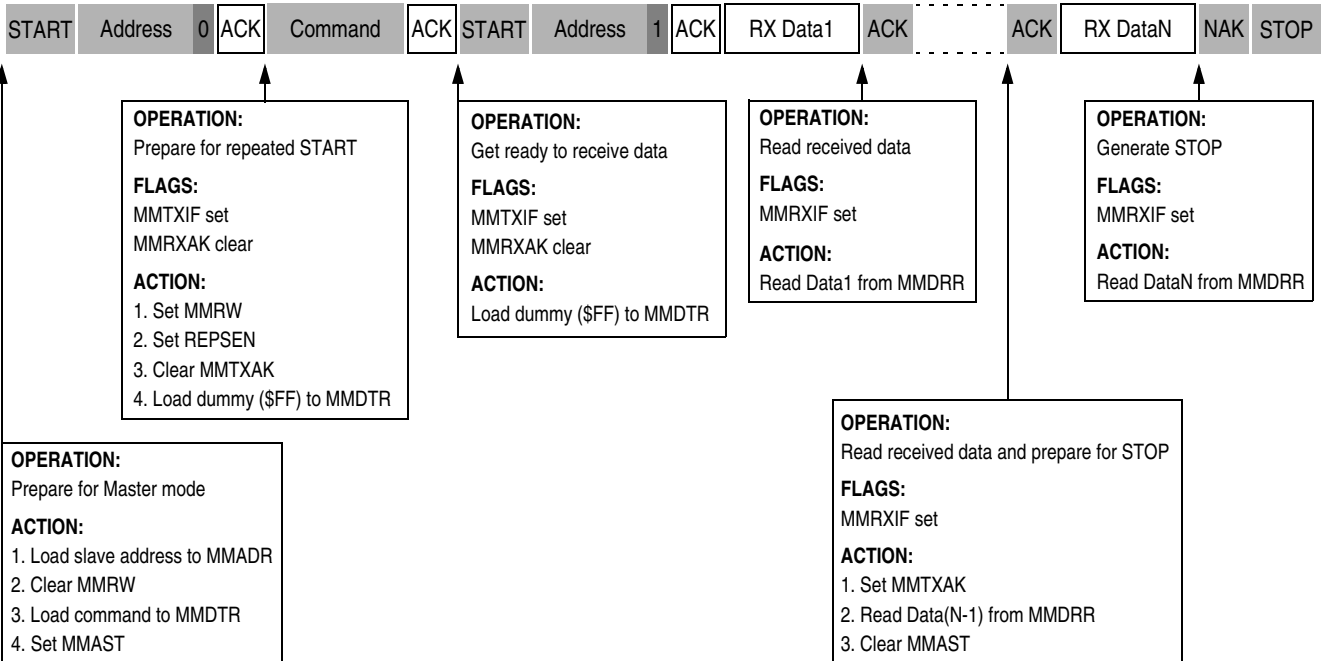 START Address 0 ACK Command ACK START Address 1 ACK RX Data1 ACK ACK RX DataN NAK STOP
OPERATION:
Prepare for repeated START
FLAGS:
MMTXIF set
MMRXAK clear
ACTION:
1. Set MMRW
2. Set REPSEN
3. Clear MMTXAK
4. Load dummy ($FF) to MMDTR
OPERATION:
Get ready to receive data
FLAGS:
MMTXIF set
MMRXAK clear
ACTION:
Load dummy ($FF) to MMDTR
OPERATION:
Read received data
FLAGS:
MMRXIF set
ACTION:
Read Data1 from MMDRR
OPERATION:
Generate STOP
FLAGS:
MMRXIF set
ACTION:
Read DataN from MMDRR
OPERATION:
Prepare for Master mode
ACTION:
1. Load slave address to MMADR
2. Clear MMRW
3. Load command to MMDTR
4. Set MMAST
OPERATION:
Read received data and prepare for STOP
FLAGS:
MMRXIF set
ACTION:
1. Set MMTXAK
2. Read Data(N-1) from MMDRR
3. Clear MMAST